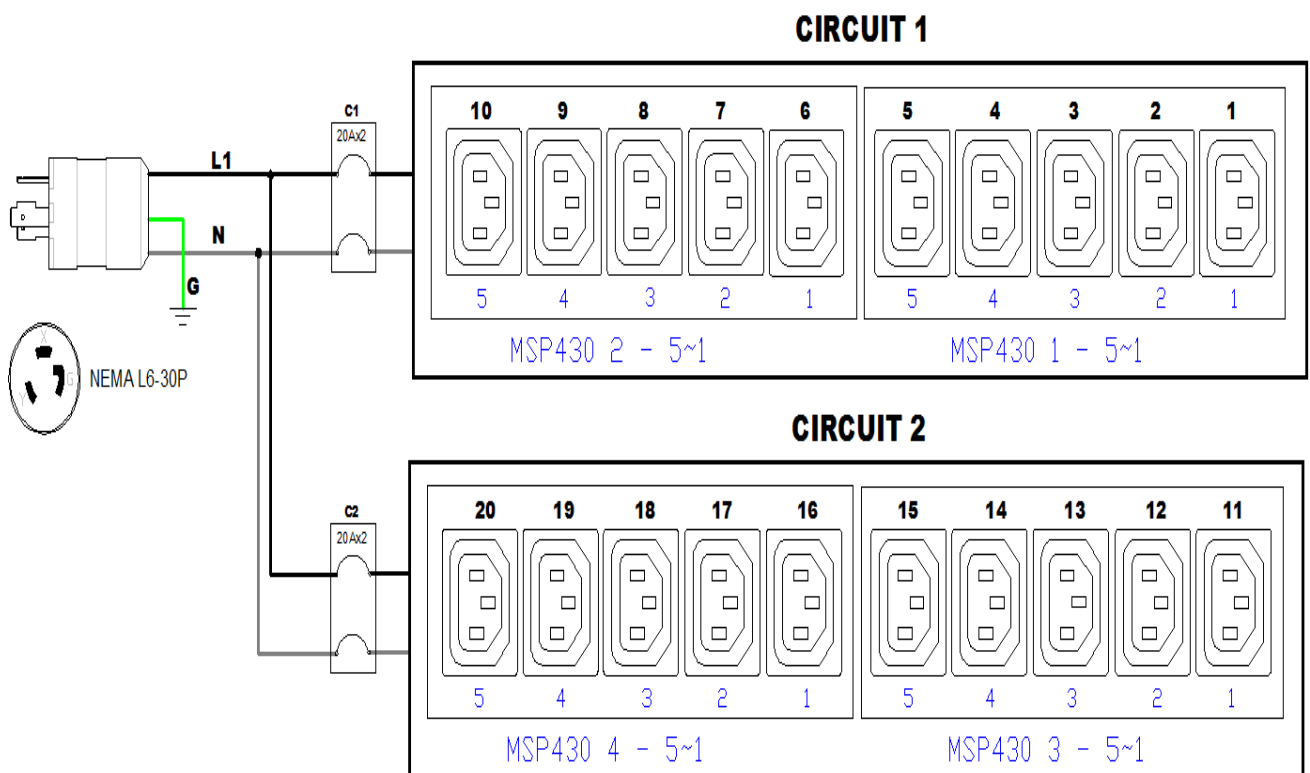 CIRCUIT 1
C1
20Ax2
10 9 8 7 6 5 4 3 2 1
L1
N
G
5 4 3 2 1 5 4 3 2 1
MSP430 2 - 5~1 MSP430 1 - 5~1
X
G
Y
NEMA L6-30P
CIRCUIT 2
C2
20Ax2
20 19 18 17 16 15 14 13 12 11
5 4 3 2 1 5 4 3 2 1
MSP430 4 - 5~1 MSP430 3 - 5~1